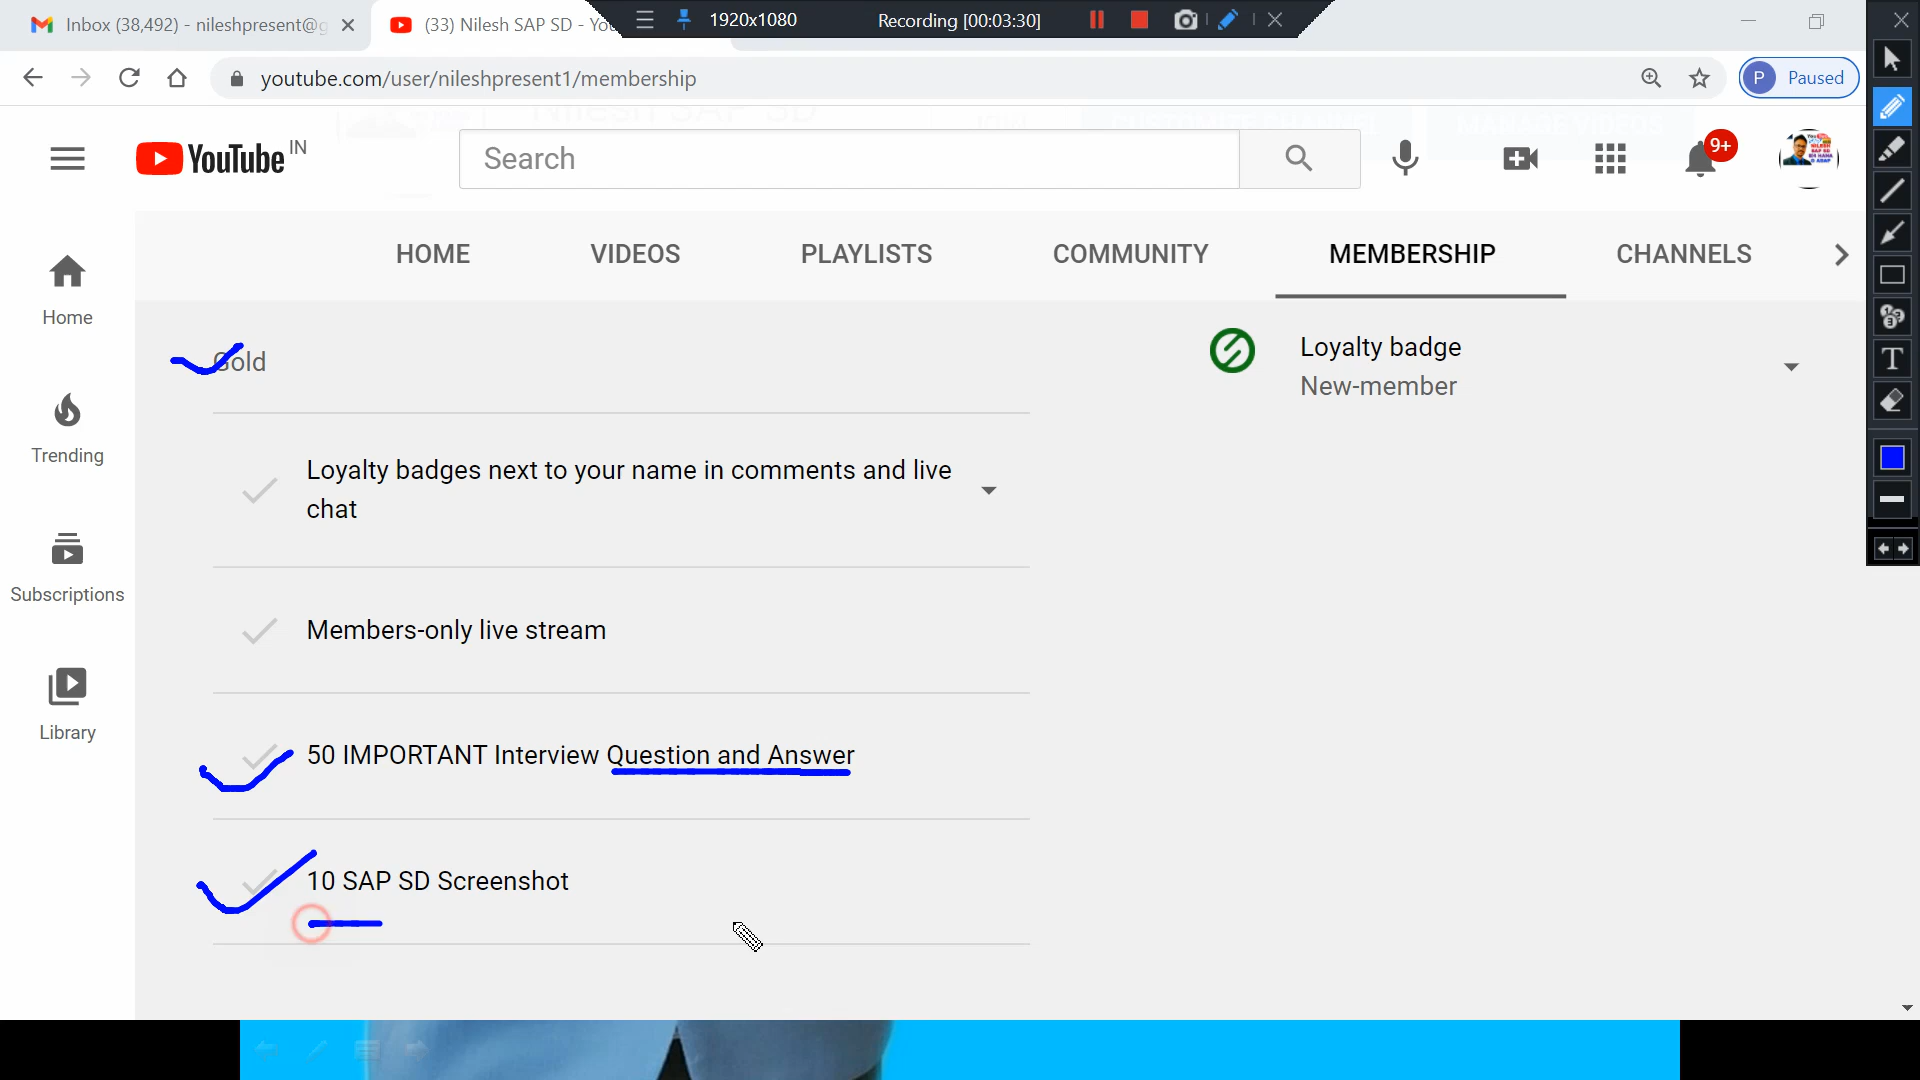 Inbox (38,492) - nileshpresent@g
(33) Nilesh SAP SD - You
1920x1080
Recording [00:03:30]
youtube.com/user/nileshpresent1/membership
P Paused
YouTube IN
Search
9+
HOME VIDEOS PLAYLISTS COMMUNITY MEMBERSHIP CHANNELS
Home
Trending
Subscriptions
Library
Gold
Loyalty badges next to your name in comments and live
chat
Members-only live stream
50 IMPORTANT Interview Question and Answer
10 SAP SD Screenshot
Loyalty badge
New-member